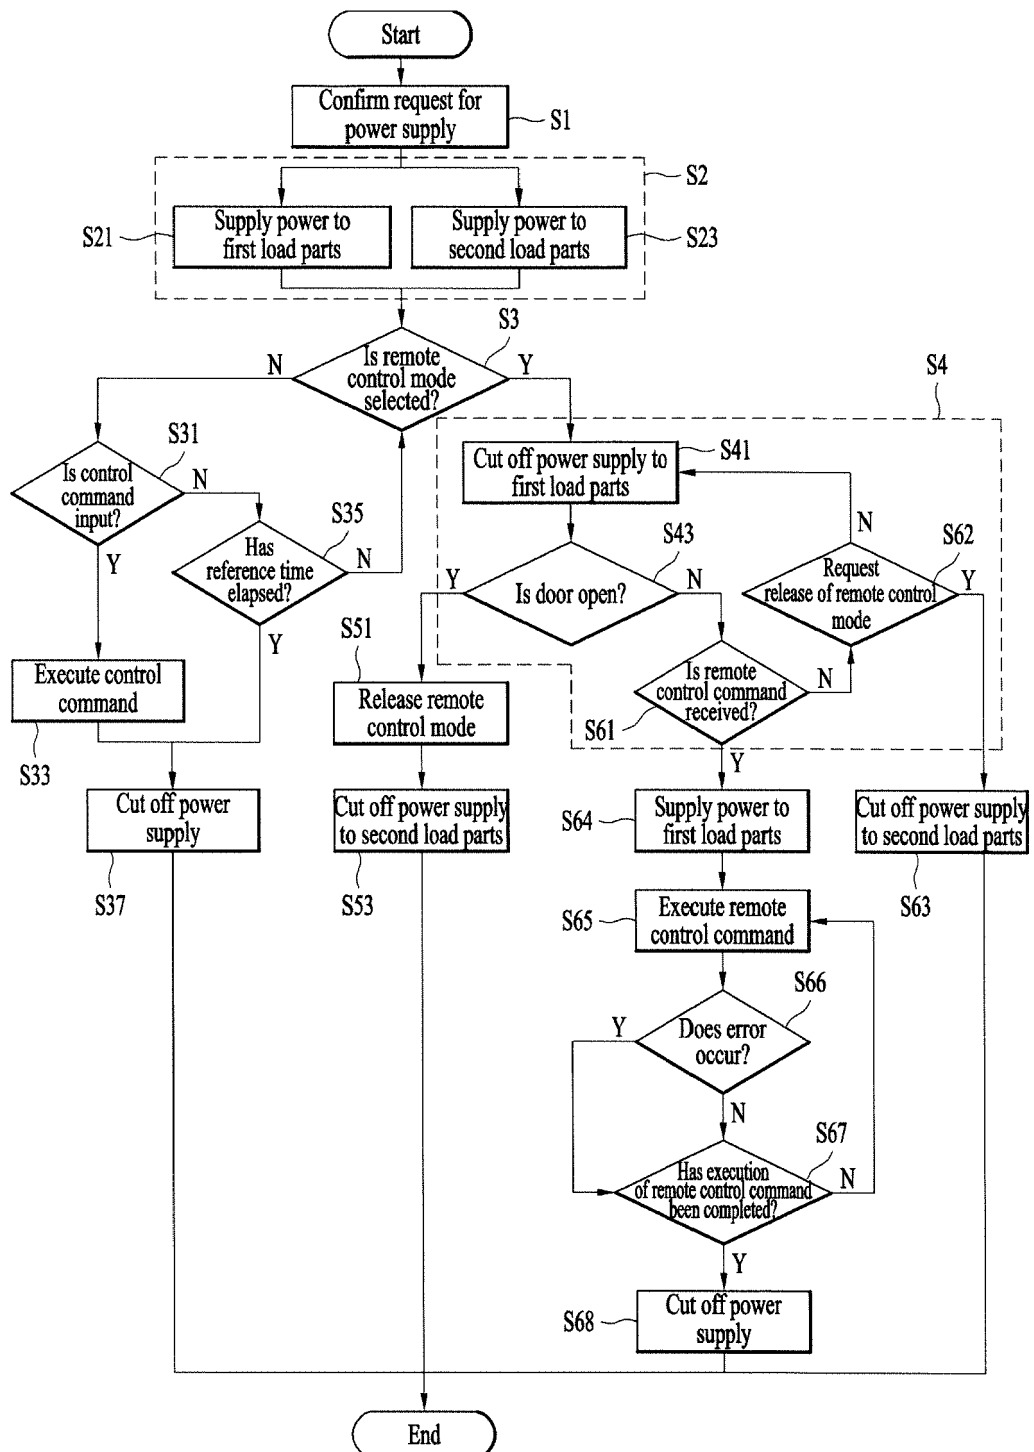 Start
Confirm request for
power supply
S1
S2
S21
Supply power to
first load parts
Supply power to
second load parts
S23
S3
N
Is remote
control mode
selected?
Y
S4
S31
Is control
command
input?
N
Y
S35
Has
reference time
elapsed?
N
Y
Cut off power supply to
first load parts
S41
S43
Y
Is door open?
N
N
S62
Request
release of remote control
mode
Y
Execute control
command
S33
S51
Release remote
control mode
Is remote
control command
received?
S61
N
Y
Cut off power
supply
S37
Cut off power supply
to second load parts
S53
S64
Supply power to
first load parts
Cut off power supply
to second load parts
S63
S65
Execute remote
control command
S66
Y
Does error
occur?
N
S67
Has execution
of remote control command
been completed?
N
Y
S68
Cut off power
supply
End